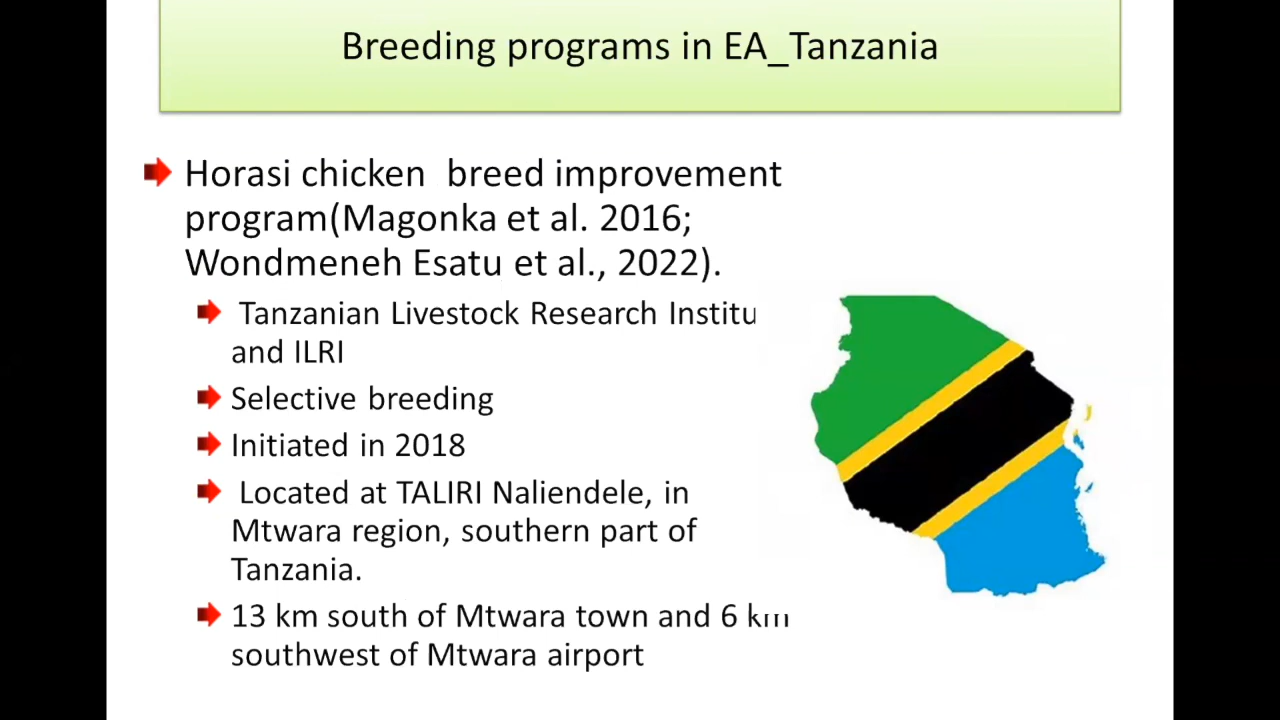 Breeding programs in EA_Tanzania
Horasi chicken breed improvement
program(Magonka et al. 2016;
Wondmeneh Esatu et al., 2022).
Tanzanian Livestock Research Institu
and ILRI
Selective breeding
Initiated in 2018
Located at TALIRI Naliendele, in
Mtwara region, southern part of
Tanzania.
13 km south of Mtwara town and 6 km
southwest of Mtwara airport